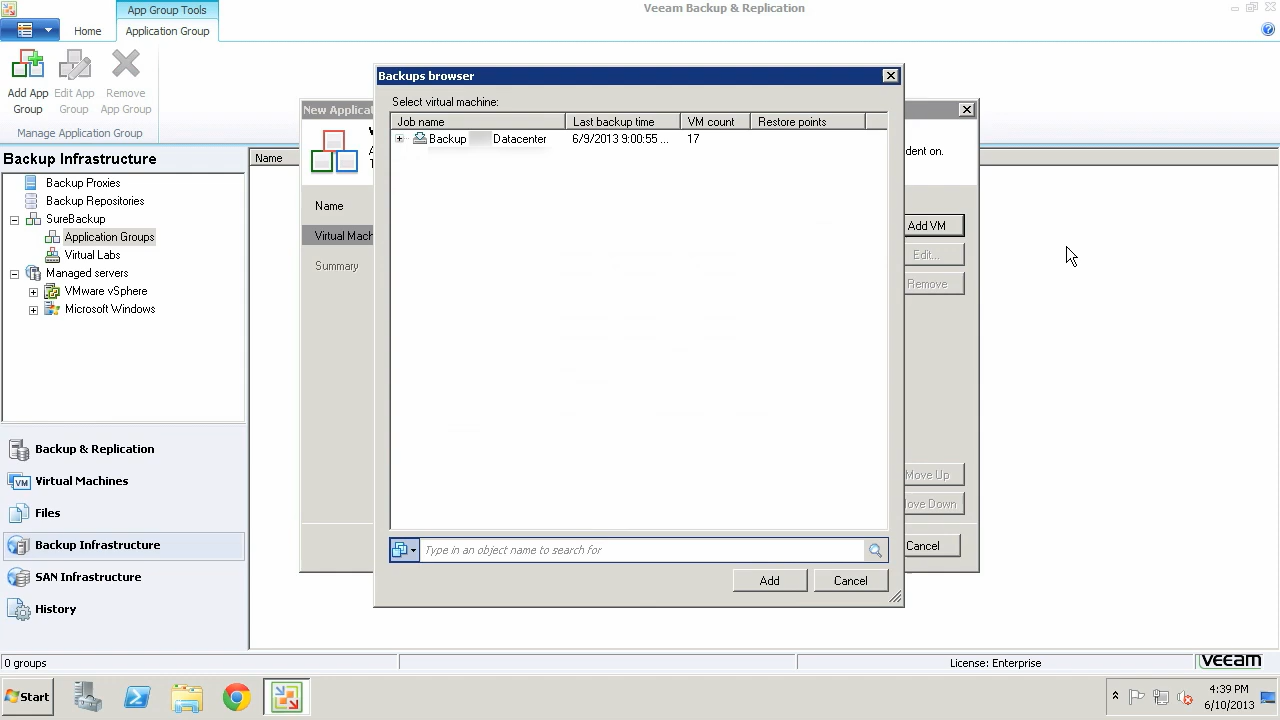 App Group Tools
Veeam Backup & Replication
Home
Application Group
Add App
Group
Edit App
Group
Remove
App Group
Manage Application Group
Backup Infrastructure
Backup Proxies
Backup Repositories
SureBackup
Application Groups
Virtual Labs
Managed servers
VMware vSphere
Microsoft Windows
Backup & Replication
Virtual Machines
VM
Files
Backup Infrastructure
SAN Infrastructure
History
Name
New Applica
dent on.
Name
Virtual Mach
Summary
Add VM
Edit...
Remove
Move Up
ove Down
Cancel
Backups browser
Select virtual machine:
Job name
Last backup time
VM count
Restore points
Backup Datacenter
6/9/2013 9:00:55 ...
17
Type in an object name to search for
Add
Cancel
0 groups
License: Enterprise
veeam
Start
4:39 PM
6/10/2013